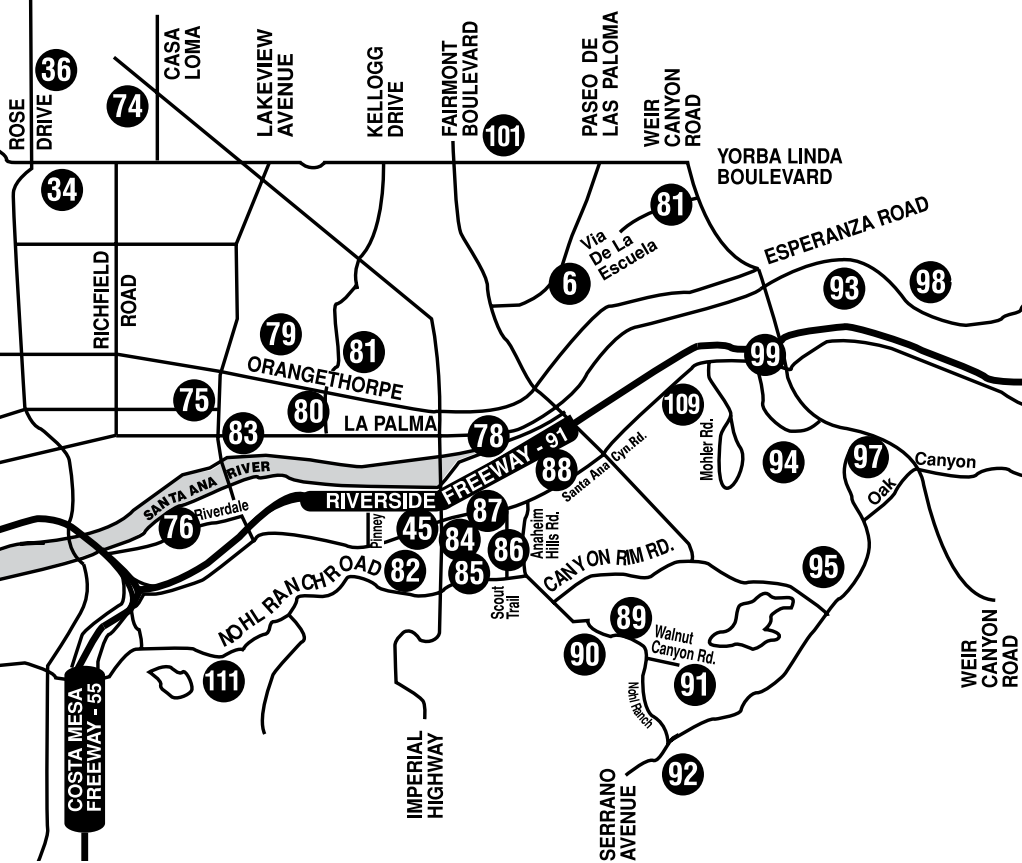 ROSE
DRIVE
36
74
CASA
LOMA
LAKEVIEW
AVENUE
KELLOGG
DRIVE
FAIRMONT
BOULEVARD
101
PASEO DE
LAS PALOMA
WEIR
CANYON
ROAD
YORBA LINDA
BOULEVARD
34
81
Via
De La
Escuela
ESPERANZA ROAD
6
93
98
RICHFIELD
ROAD
79
81
ORANGETHORPE
99
75
80
LA PALMA
109
83
78
Mohler Rd.
SANTA ANA RIVER
FREEWAY - 91
88
Santa Ana Cyn.Rd.
94
97
Canyon
Oak
RIVERSIDE
76
Riverdale
Pinney
45
87
84
86
Anaheim
Hills Rd.
82
85
NOHL RANCH ROAD
Scout
Trail
CANYON RIM RD.
95
89
90
Walnut
Canyon Rd.
91
Nohl Ranch
111
WEIR
CANYON
ROAD
COSTA MESA
FREEWAY - 55
IMPERIAL
HIGHWAY
92
SERRANO
AVENUE